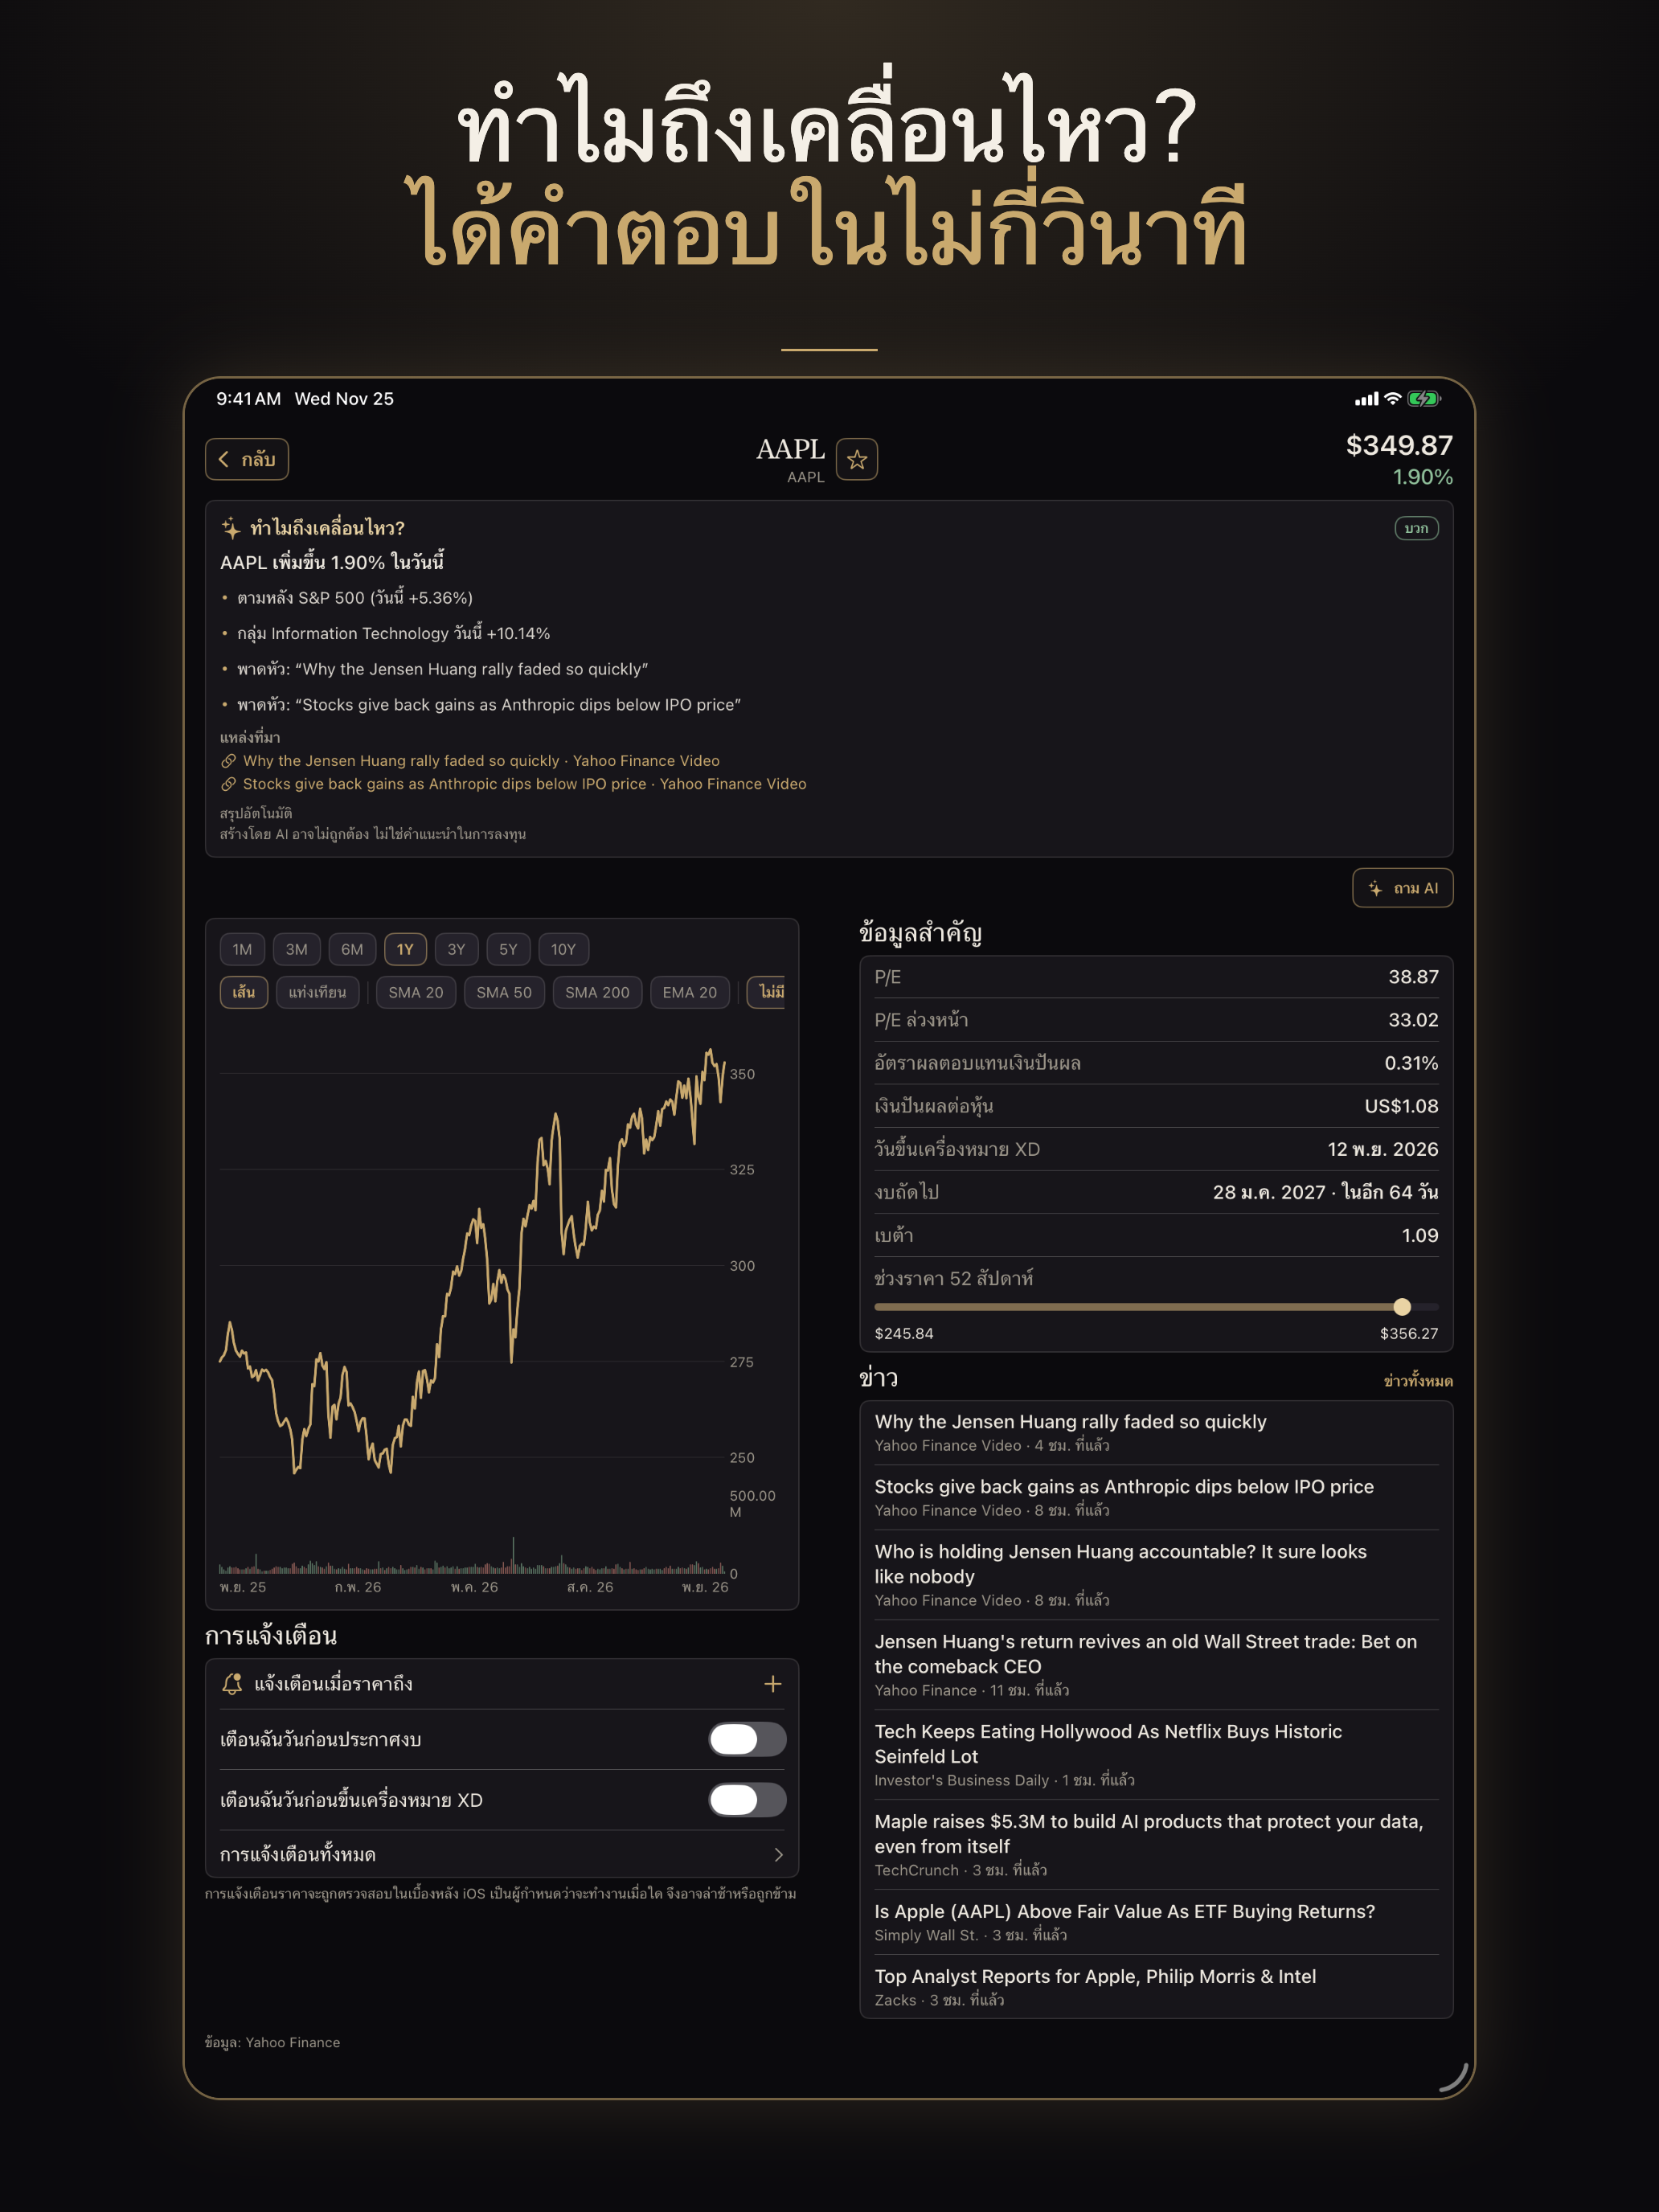 ทำไมถึงเคลื่อนไหว?
ได้คำตอบ ในไม่กี่วินาที
9:41 AM Wed Nov 25
กลับ
AAPL
AAPL
$349.87
1.90%
ทำไมถึงเคลื่อนไหว?
บวก
AAPL เพิ่มขึ้น 1.90% ในวันนี้
• ตามหลัง S&P 500 (วันนี้ +5.36%)
• กลุ่ม Information Technology วันนี้ +10.14%
• พาดหัว: “Why the Jensen Huang rally faded so quickly”
• พาดหัว: “Stocks give back gains as Anthropic dips below IPO price”
แหล่งที่มา
Why the Jensen Huang rally faded so quickly · Yahoo Finance Video
Stocks give back gains as Anthropic dips below IPO price · Yahoo Finance Video
สรุปอัตโนมัติ
สร้างโดย AI อาจไม่ถูกต้อง ไม่ใช่คำแนะนำในการลงทุน
ถาม AI
1M 3M 6M 1Y 3Y 5Y 10Y
เส้น แท่งเทียน SMA 20 SMA 50 SMA 200 EMA 20 ไม่มี
350
325
300
275
250
500.00
M
0
พ.ย. 25 ก.พ. 26 พ.ค. 26 ส.ค. 26 พ.ย. 26
การแจ้งเตือน
แจ้งเตือนเมื่อราคาถึง
เตือนฉันวันก่อนประกาศงบ
เตือนฉันวันก่อนขึ้นเครื่องหมาย XD
การแจ้งเตือนทั้งหมด
การแจ้งเตือนราคาจะถูกตรวจสอบในเบื้องหลัง iOS เป็นผู้กำหนดว่าจะทำงานเมื่อใด จึงอาจล่าช้าหรือถูกข้าม
ข้อมูลสำคัญ
P/E 38.87
P/E ล่วงหน้า 33.02
อัตราผลตอบแทนเงินปันผล 0.31%
เงินปันผลต่อหุ้น US$1.08
วันขึ้นเครื่องหมาย XD 12 พ.ย. 2026
งบถัดไป 28 ม.ค. 2027 · ในอีก 64 วัน
เบต้า 1.09
ช่วงราคา 52 สัปดาห์
$245.84 $356.27
ข่าว ข่าวทั้งหมด
Why the Jensen Huang rally faded so quickly
Yahoo Finance Video · 4 ชม. ที่แล้ว
Stocks give back gains as Anthropic dips below IPO price
Yahoo Finance Video · 8 ชม. ที่แล้ว
Who is holding Jensen Huang accountable? It sure looks
like nobody
Yahoo Finance Video · 8 ชม. ที่แล้ว
Jensen Huang's return revives an old Wall Street trade: Bet on
the comeback CEO
Yahoo Finance · 11 ชม. ที่แล้ว
Tech Keeps Eating Hollywood As Netflix Buys Historic
Seinfeld Lot
Investor's Business Daily · 1 ชม. ที่แล้ว
Maple raises $5.3M to build AI products that protect your data,
even from itself
TechCrunch · 3 ชม. ที่แล้ว
Is Apple (AAPL) Above Fair Value As ETF Buying Returns?
Simply Wall St. · 3 ชม. ที่แล้ว
Top Analyst Reports for Apple, Philip Morris & Intel
Zacks · 3 ชม. ที่แล้ว
ข้อมูล: Yahoo Finance